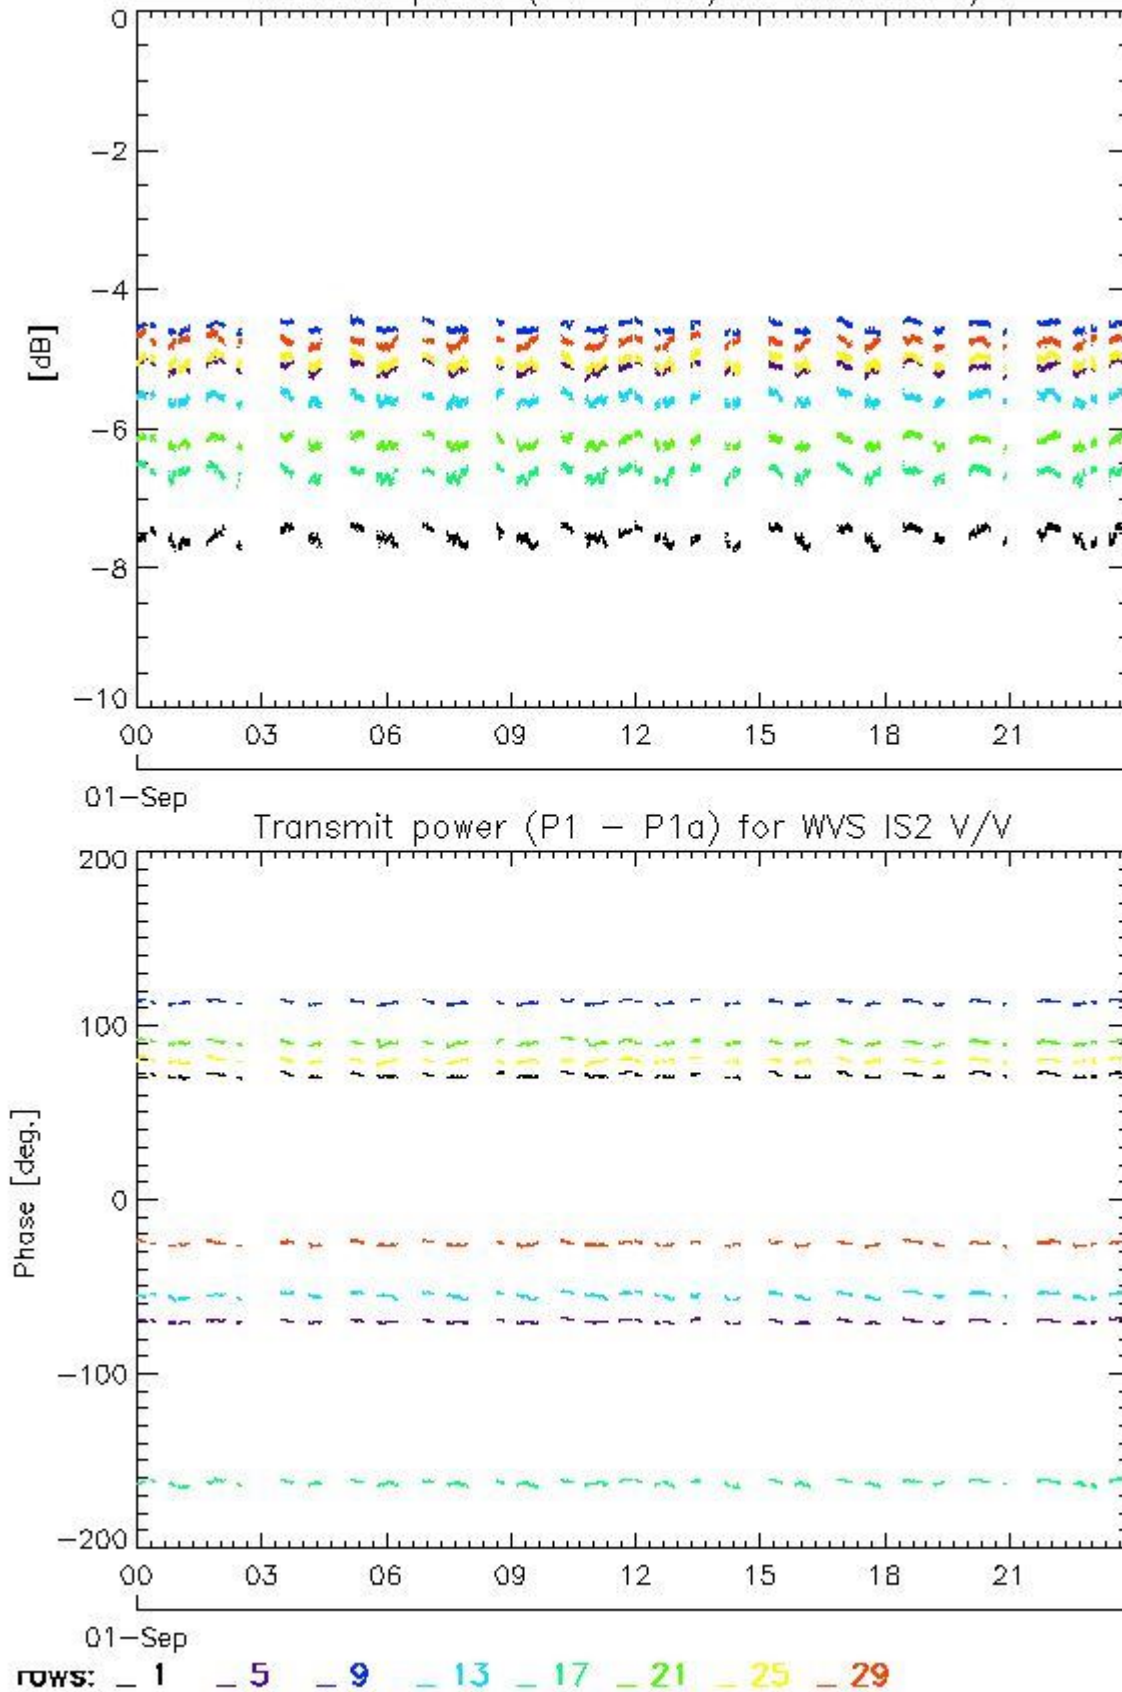 0
−2
−4
[dB]
−6
−8
−10
00 03 06 09 12 15 18 21
01−Sep
Transmit power (P1 − P1a) for WVS IS2 V/V
200
100
Phase [deg.]
0
−100
−200
00 03 06 09 12 15 18 21
01−Sep
rows: _ 1 _ 5 _ 9 _ 13 _ 17 _ 21 _ 25 _ 29